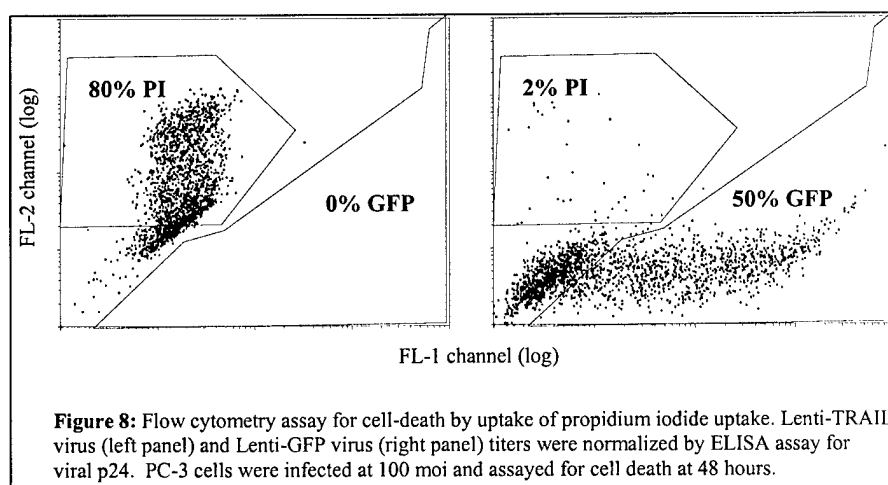 80% PI
0% GFP
2% PI
50% GFP
FL-2 channel (log)
FL-1 channel (log)
Figure 8: Flow cytometry assay for cell-death by uptake of propidium iodide uptake. Lenti-TRAIL
virus (left panel) and Lenti-GFP virus (right panel) titers were normalized by ELISA assay for
viral p24. PC-3 cells were infected at 100 moi and assayed for cell death at 48 hours.